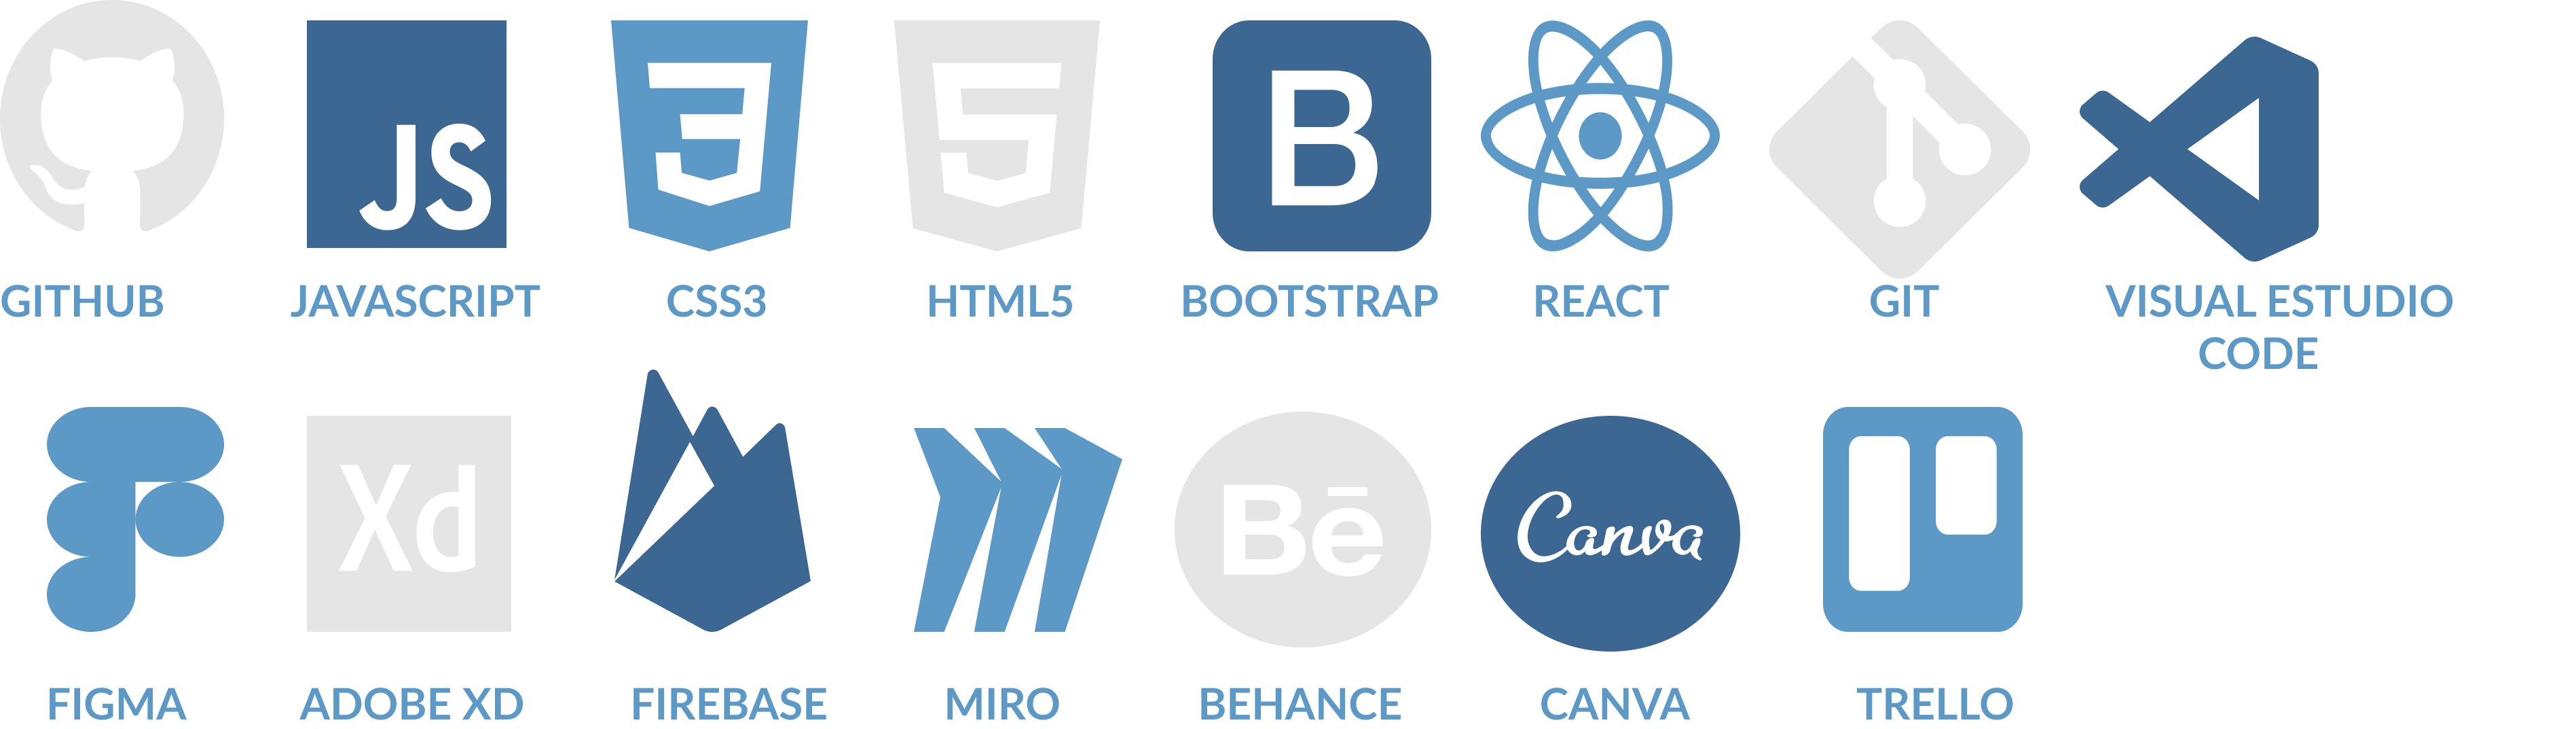 JS
B
GITHUB
JAVASCRIPT
CSS3
HTML5
BOOTSTRAP
REACT
GIT
VISUAL ESTUDIO
CODE
Xd
Bē
Canva
FIGMA
ADOBE XD
FIREBASE
MIRO
BEHANCE
CANVA
TRELLO